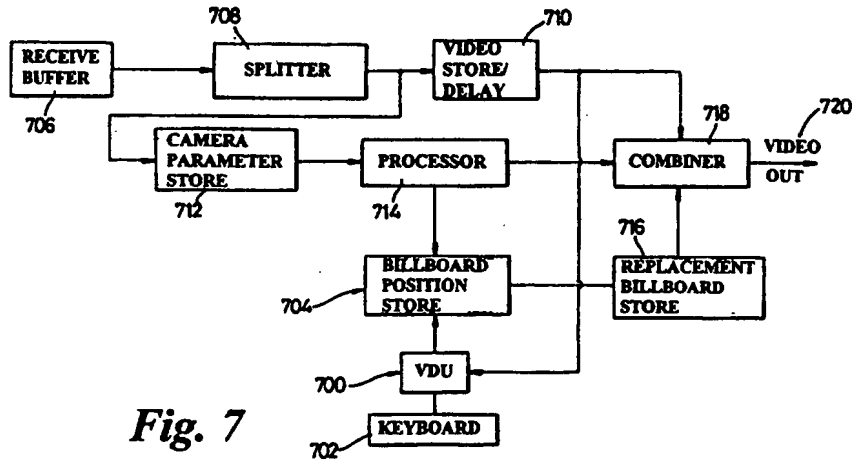 708
710
RECEIVE
BUFFER
706
SPLITTER
VIDEO
STORE/
DELAY
718
720
VIDEO
OUT
CAMERA
PARAMETER
STORE
712
PROCESSOR
714
COMBINER
716
BILLBOARD
POSITION
STORE
704
REPLACEMENT
BILLBOARD
STORE
700
VDU
702
KEYBOARD
Fig. 7